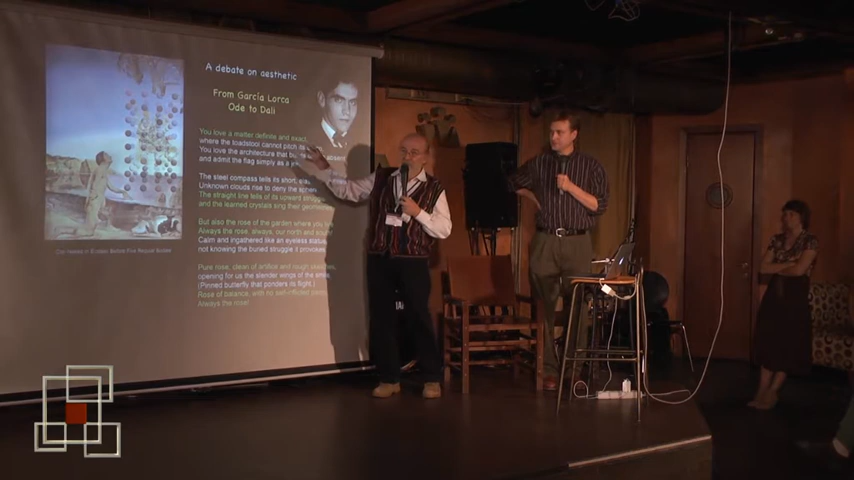 A debate on aesthetic
From García Lorca
Ode to Dalí
You love a matter definite and exact,
where the toadstool cannot pitch its
You love the architecture that
absent
and admit the flag simply as a
The steel compass tells its short,
Unknown clouds rise to deny the sphere
The straight line tells of its upward struggle
and the learned crystals sing their geometries
But also the rose of the garden where you
Always the rose, always, our north and south
Calm and ingathered like an eyeless statue,
not knowing the buried struggle it provokes
Pure rose, clean of artifice and rough sketches,
opening for us the slender wings of the smile
(Pinned butterfly that ponders its flight.)
Rose of balance, with no self-inflicted pains,
Always the rose!